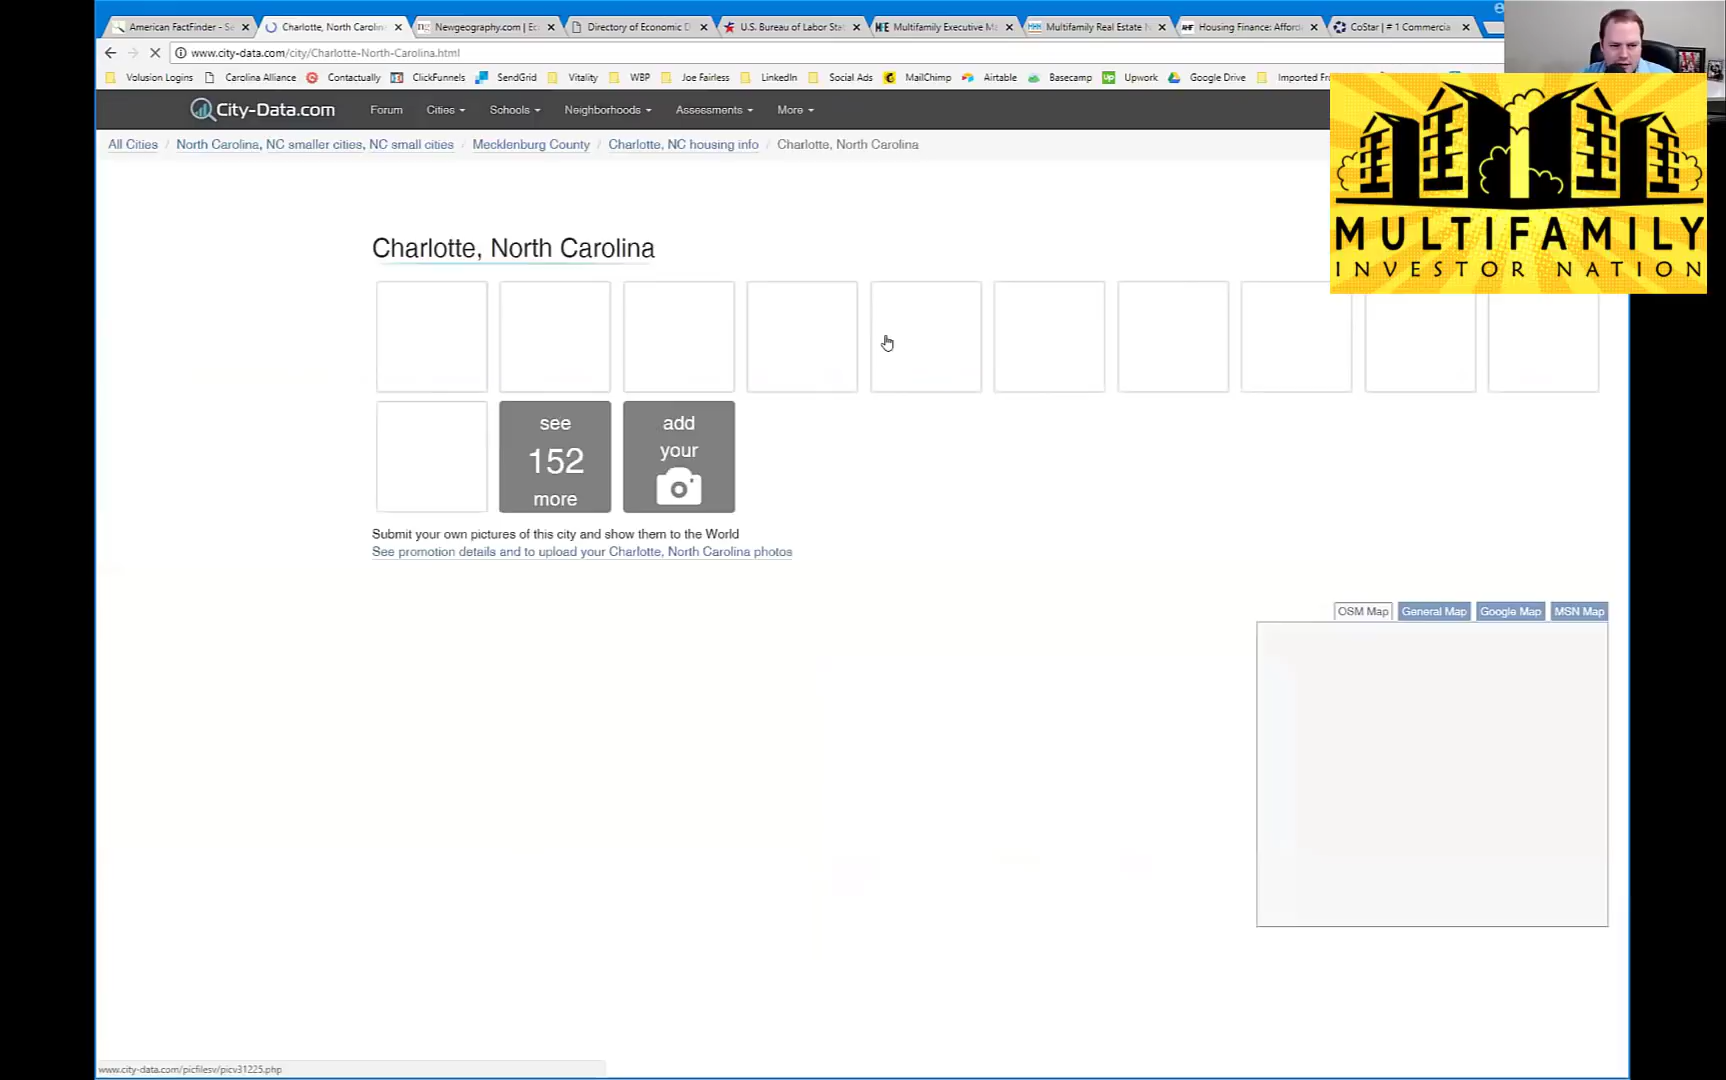 American FactFinder - Se
Charlotte, North Carolin
Newgeography.com | Ec
Directory of Economic D
U.S. Bureau of Labor Stat
Multifamily Executive Ma
Multifamily Real Estate N
Housing Finance: Afford
CoStar | # 1 Commercia
www.city-data.com/city/Charlotte-North-Carolina.html
Volusion Logins
Carolina Alliance
Contactually
ClickFunnels
SendGrid
Vitality
WBP
Joe Fairless
LinkedIn
Social Ads
MailChimp
Airtable
Basecamp
Upwork
Google Drive
Imported Fr
City-Data.com
Forum
Cities
Schools
Neighborhoods
Assessments
More
All Cities / North Carolina, NC smaller cities, NC small cities / Mecklenburg County / Charlotte, NC housing info / Charlotte, North Carolina
MULTIFAMILY
INVESTOR NATION
Charlotte, North Carolina
see
152
more
add
your
Submit your own pictures of this city and show them to the World
See promotion details and to upload your Charlotte, North Carolina photos
OSM Map
General Map
Google Map
MSN Map
www.city-data.com/picfilesv/picv31225.php